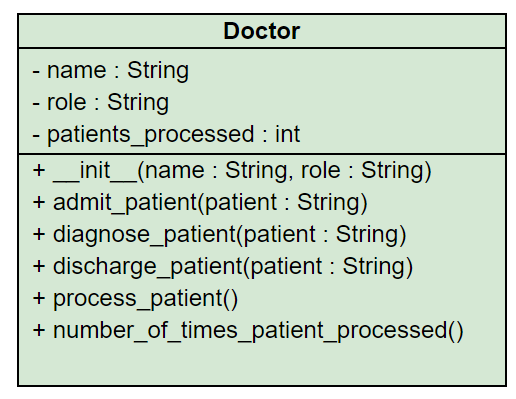 Doctor
- name : String
- role : String
- patients_processed : int
+ __init__(name : String, role : String)
+ admit_patient(patient : String)
+ diagnose_patient(patient : String)
+ discharge_patient(patient : String)
+ process_patient()
+ number_of_times_patient_processed()